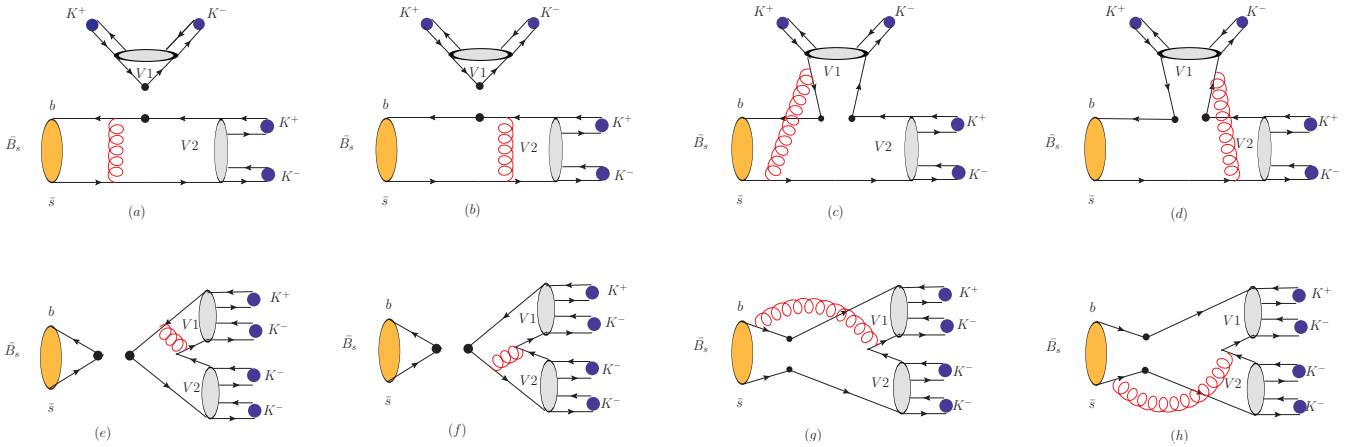 K⁺ K⁻ K⁺ K⁻ K⁺ K⁻ K⁺ K⁻
V1 V1 V1 V1
b b b b
K⁺ K⁺ K⁺ K⁺
B̄ₛ V2 B̄ₛ V2 B̄ₛ V2 B̄ₛ V2
K⁻ K⁻ K⁻ K⁻
s̄ s̄ s̄ s̄
(a) (b) (c) (d)
b K⁺ b K⁺ b K⁺ b K⁺
V1 K⁻ V1 K⁻ V1 K⁻ V1 K⁻
B̄ₛ B̄ₛ B̄ₛ B̄ₛ
V2 K⁻ V2 K⁻ V2 K⁻ V2 K⁻
s̄ K⁻ s̄ K⁻ s̄ K⁻ s̄ K⁻
(e) (f) (g) (h)